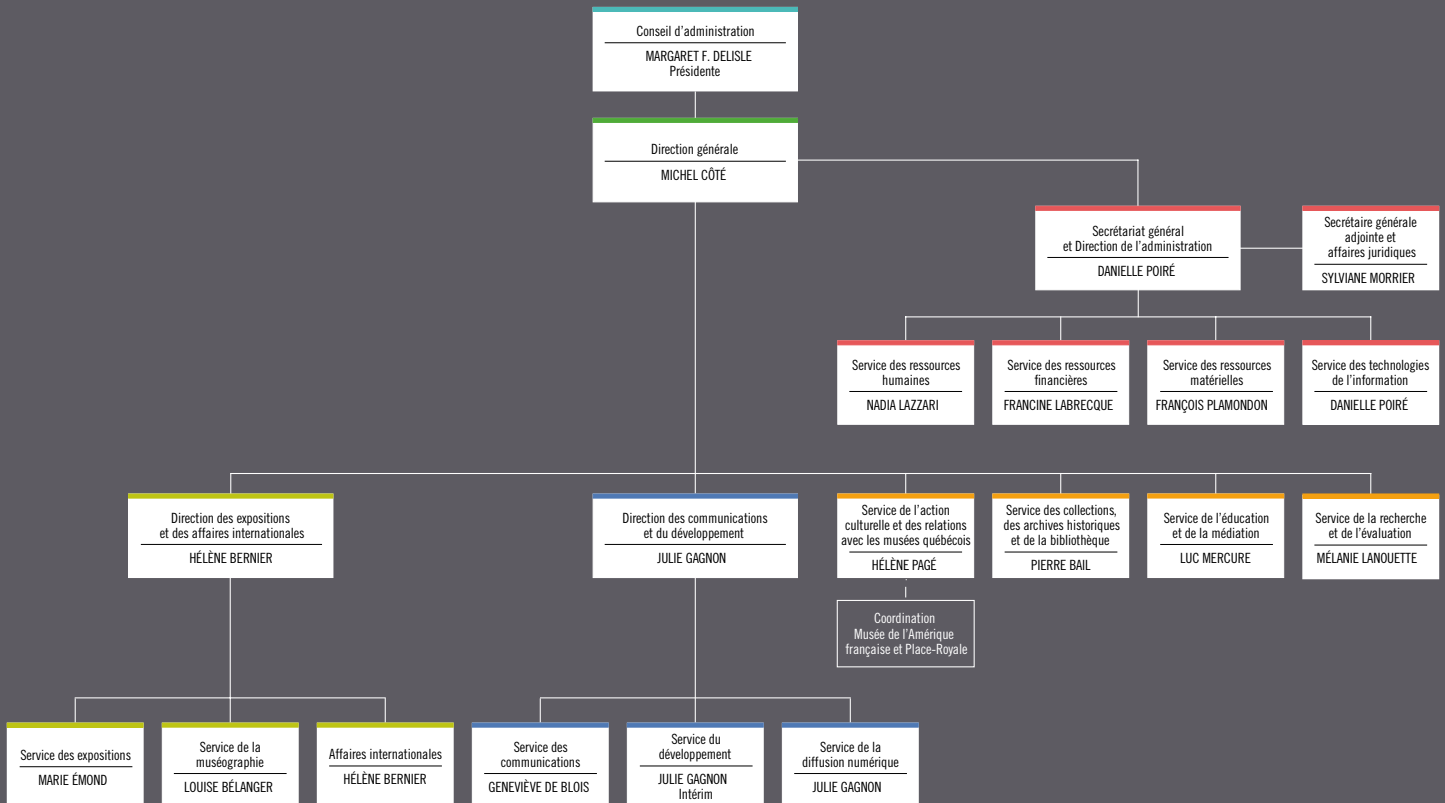 Conseil d'administration
MARGARET F. DELISLE
Présidente
Direction générale
MICHEL CÔTÉ
Secrétariat général
et Direction de l'administration
DANIELLE POIRÉ
Secrétaire générale
adjointe et
affaires juridiques
SYLVIANE MORRIER
Service des ressources
humaines
NADIA LAZZARI
Service des ressources
financières
FRANCINE LABRECQUE
Service des ressources
matérielles
FRANÇOIS PLAMONDON
Service des technologies
de l'information
DANIELLE POIRÉ
Direction des expositions
et des affaires internationales
HÉLÈNE BERNIER
Direction des communications
et du développement
JULIE GAGNON
Service de l'action
culturelle et des relations
avec les musées québécois
HÉLÈNE PAGÉ
Service des collections,
des archives historiques
et de la bibliothèque
PIERRE BAIL
Service de l'éducation
et de la médiation
LUC MERCURE
Service de la recherche
et de l'évaluation
MÉLANIE LANOUETTE
Coordination
Musée de l'Amérique
française et Place-Royale
Service des expositions
MARIE ÉMOND
Service de la
muséographie
LOUISE BÉLANGER
Affaires internationales
HÉLÈNE BERNIER
Service des
communications
GENEVIÈVE DE BLOIS
Service du
développement
JULIE GAGNON
Intérim
Service de la
diffusion numérique
JULIE GAGNON